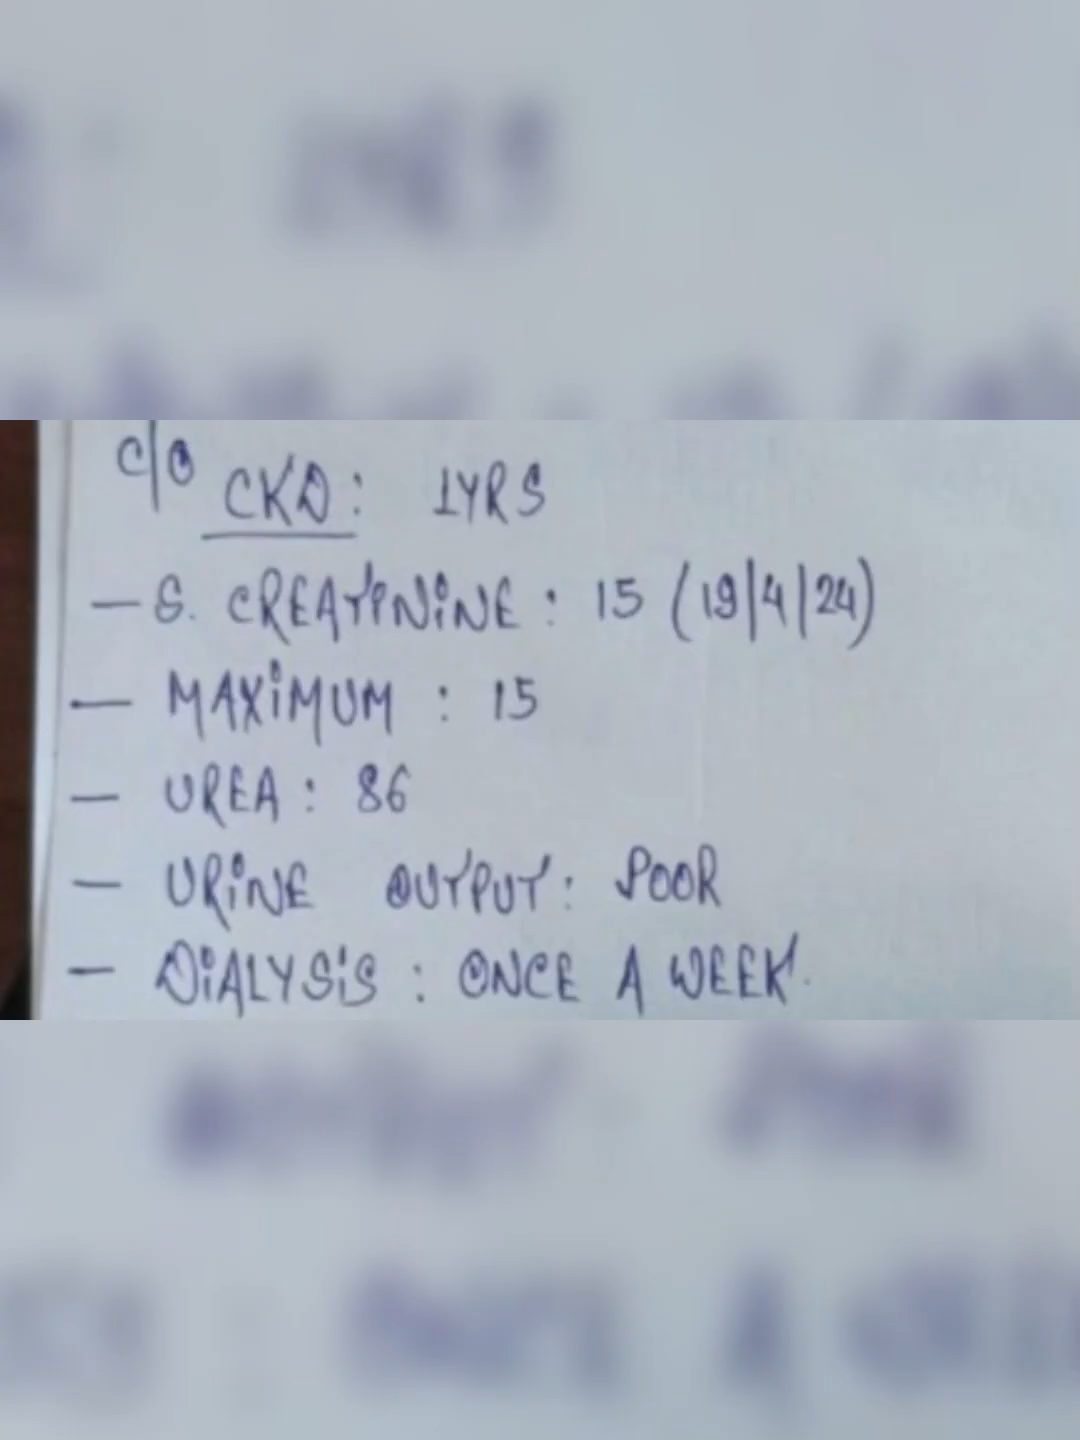 C/O CKD: 1YRS
- S. CREATININE : 15 (19/4/24)
- MAXIMUM : 15
- UREA : 86
- URINE OUTPUT : POOR
- DIALYSIS : ONCE A WEEK.